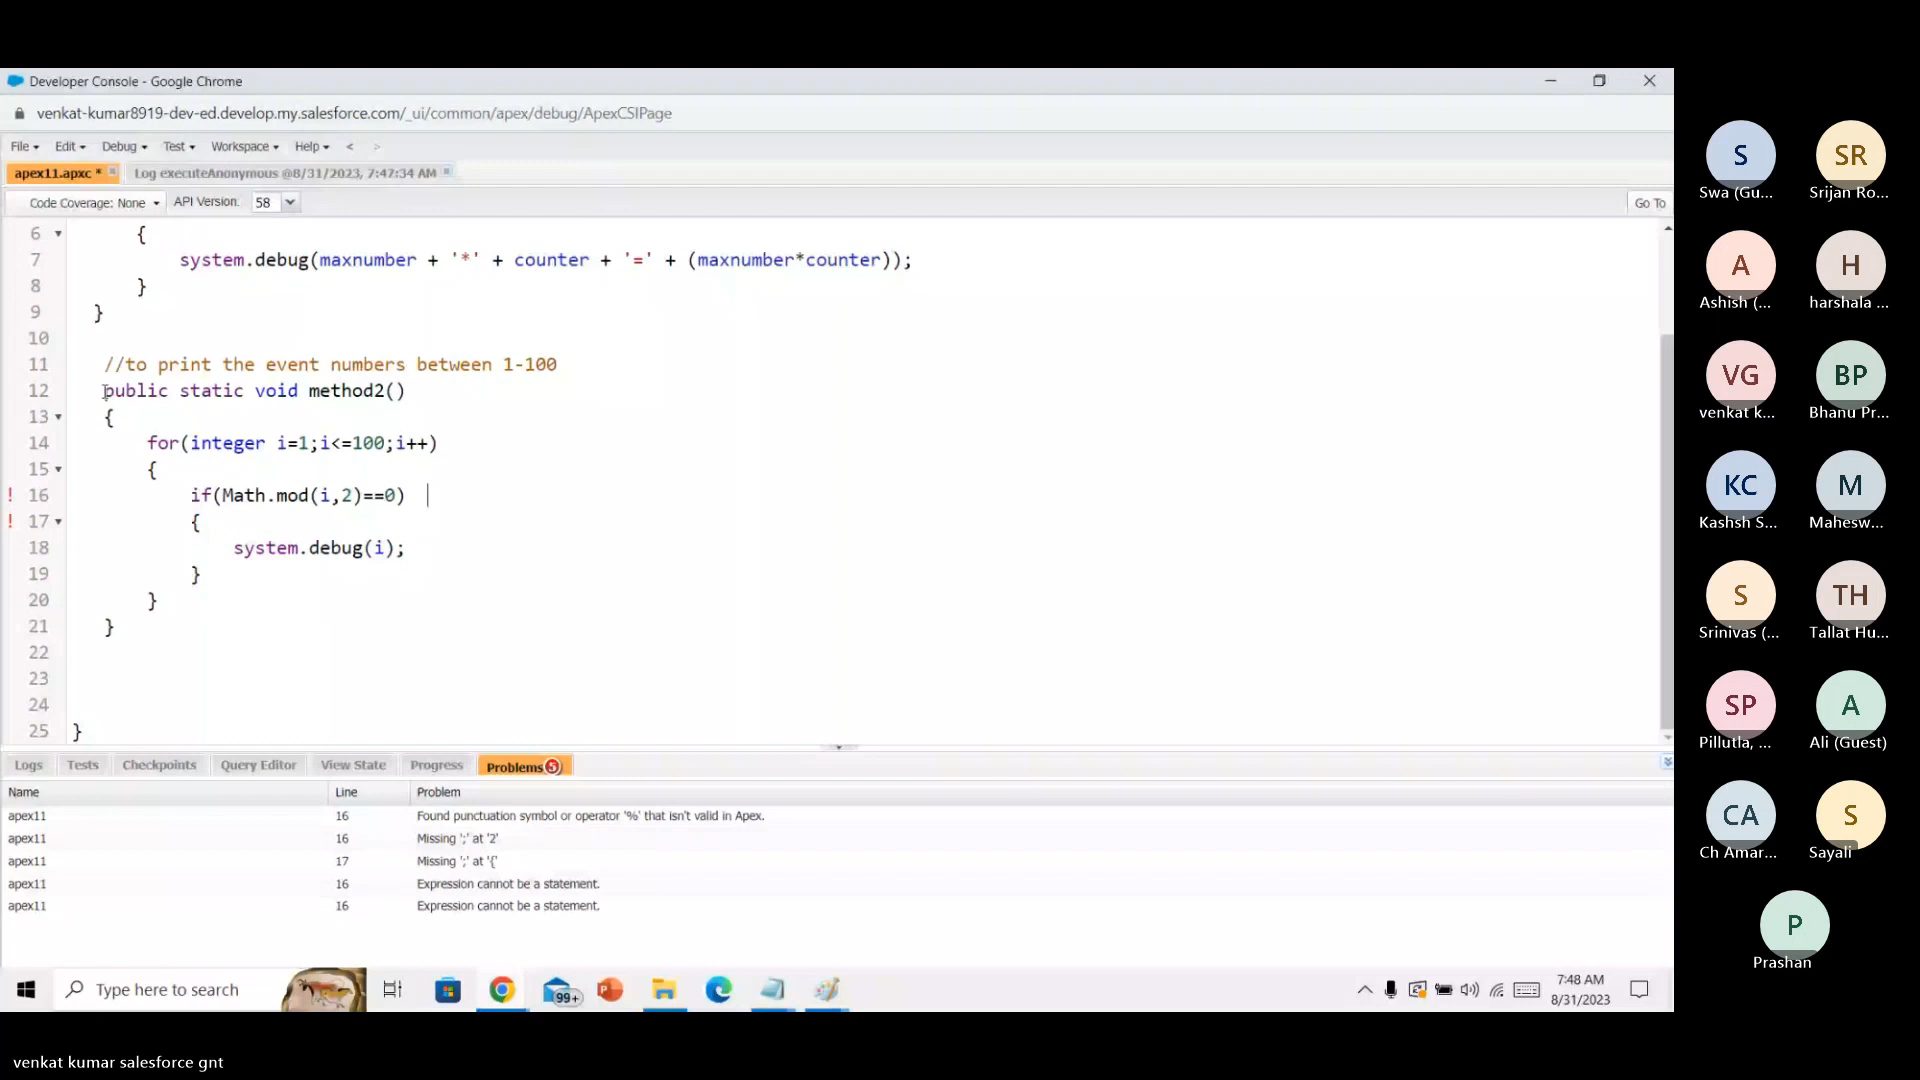 Developer Console - Google Chrome
venkat-kumar8919-dev-ed.develop.my.salesforce.com/_ui/common/apex/debug/ApexCSIPage
File Edit Debug Test Workspace Help < >
apex11.apxc * Log executeAnonymous @8/31/2023, 7:47:34 AM
Code Coverage: None API Version: 58 Go To
6 {
7 system.debug(maxnumber + '*' + counter + '=' + (maxnumber*counter));
8 }
9 }
10
11 //to print the event numbers between 1-100
12 public static void method2()
13 {
14 for(integer i=1;i<=100;i++)
15 {
! 16 if(Math.mod(i,2)==0)
! 17 {
18 system.debug(i);
19 }
20 }
21 }
22
23
24
25 }
Logs Tests Checkpoints Query Editor View State Progress Problems 5
Name Line Problem
apex11 16 Found punctuation symbol or operator '%' that isn't valid in Apex.
apex11 16 Missing ';' at '2'
apex11 17 Missing ';' at '{'
apex11 16 Expression cannot be a statement.
apex11 16 Expression cannot be a statement.
Type here to search
99+
7:48 AM
8/31/2023
S SR
Swa (Gu... Srijan Ro...
A H
Ashish (... harshala ...
VG BP
venkat k... Bhanu Pr...
KC M
Kashsh S... Mahesw...
S TH
Srinivas (... Tallat Hu...
SP A
Pillutla, ... Ali (Guest)
CA S
Ch Amar... Sayali
P
Prashan
venkat kumar salesforce gnt